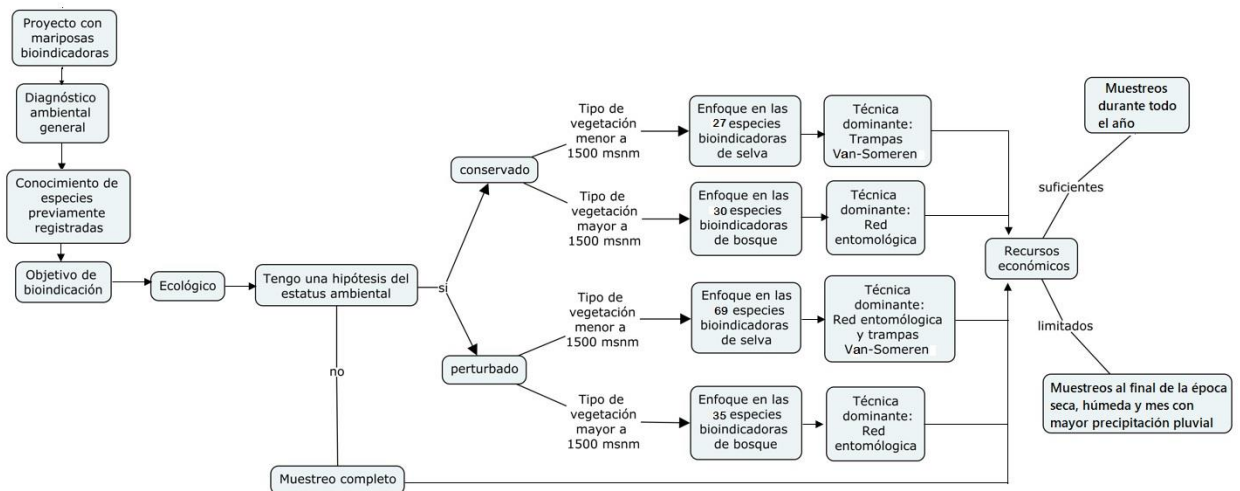 Proyecto con
mariposas
bioindicadoras
Diagnóstico
ambiental
general
Conocimiento de
especies
previamente
registradas
Objetivo de
bioindicación
Ecológico
Tengo una hipótesis del
estatus ambiental
si
no
Muestreo completo
conservado
perturbado
Tipo de
vegetación
menor a
1500 msnm
Enfoque en las
27 especies
bioindicadoras
de selva
Técnica
dominante:
Trampas
Van-Someren
Tipo de
vegetación
mayor a
1500 msnm
Enfoque en las
30 especies
bioindicadoras
de bosque
Técnica
dominante:
Red
entomológica
Tipo de
vegetación
menor a
1500 msnm
Enfoque en las
69 especies
bioindicadoras
de selva
Técnica
dominante:
Red entomólogica
y trampas
Van-Someren
Tipo de
vegetación
mayor a
1500 msnm
Enfoque en las
35 especies
bioindicadoras
de bosque
Técnica
dominante:
Red
entomólogica
Recursos
económicos
suficientes
Muestreos
durante todo
el año
limitados
Muestreos al final de la época
seca, húmeda y mes con
mayor precipitación pluvial